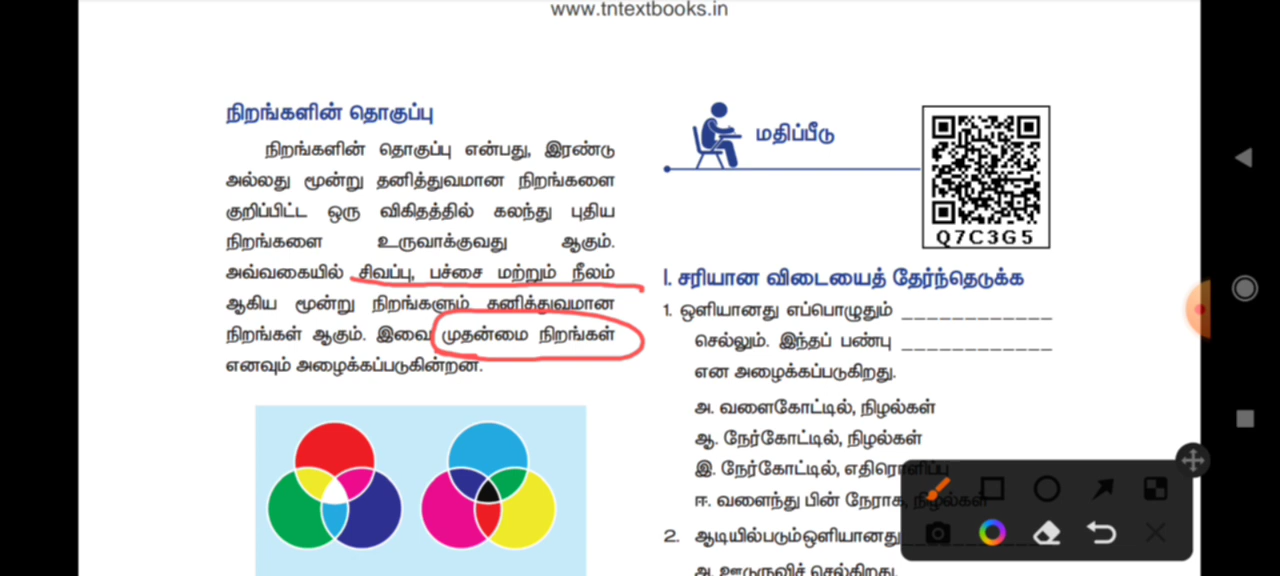 www.tntextbooks.in
நிறங்களின் தொகுப்பு
நிறங்களின் தொகுப்பு என்பது, இரண்டு
அல்லது மூன்று தனித்துவமான நிறங்களை
குறிப்பிட்ட ஒரு விகிதத்தில் கலந்து புதிய
நிறங்களை உருவாக்குவது ஆகும்.
அவ்வகையில் சிவப்பு, பச்சை மற்றும் நீலம்
ஆகிய மூன்று நிறங்களும் தனித்துவமான
நிறங்கள் ஆகும். இவை முதன்மை நிறங்கள்
எனவும் அழைக்கப்படுகின்றன.
மதிப்பீடு
Q7C3G5
I. சரியான விடையைத் தேர்ந்தெடுக்க
1. ஒளியானது எப்பொழுதும் ____________
செல்லும். இந்தப் பண்பு ____________
என அழைக்கப்படுகிறது.
அ. வளைகோட்டில், நிழல்கள்
ஆ. நேர்கோட்டில், நிழல்கள்
இ. நேர்கோட்டில், எதிரொளிப்பு
ஈ. வளைந்து பின் நேராக, நிழல்கள்
2. ஆடியில்படும்ஒளியானது
அ. ஊடுருவிச் செல்கிறது.